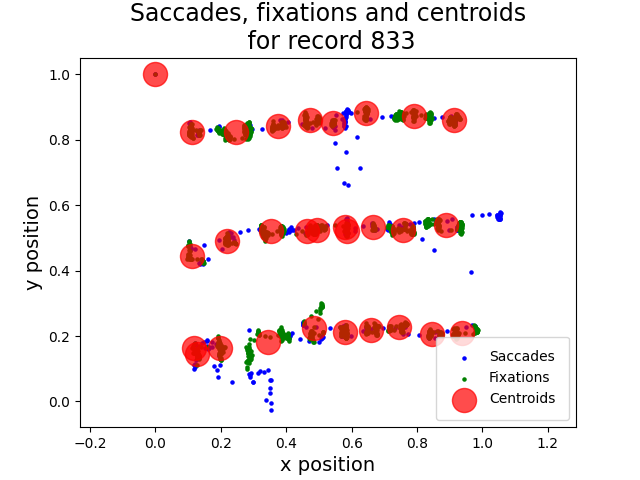 Saccades, fixations and centroids
for record 833
y position
1.0
0.8
0.6
0.4
0.2
0.0
−0.2
0.0
0.2
0.4
0.6
0.8
1.0
1.2
x position
Saccades
Fixations
Centroids